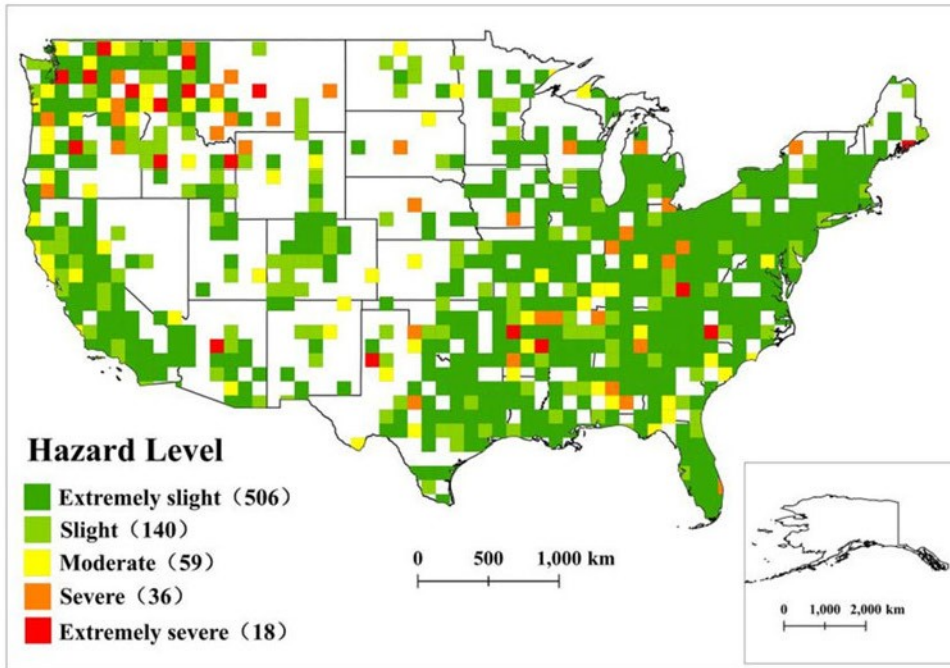 Hazard Level
Extremely slight（506）
Slight（140）
Moderate（59）
Severe（36）
Extremely severe（18）
0 500 1,000 km
0 1,000 2,000 km